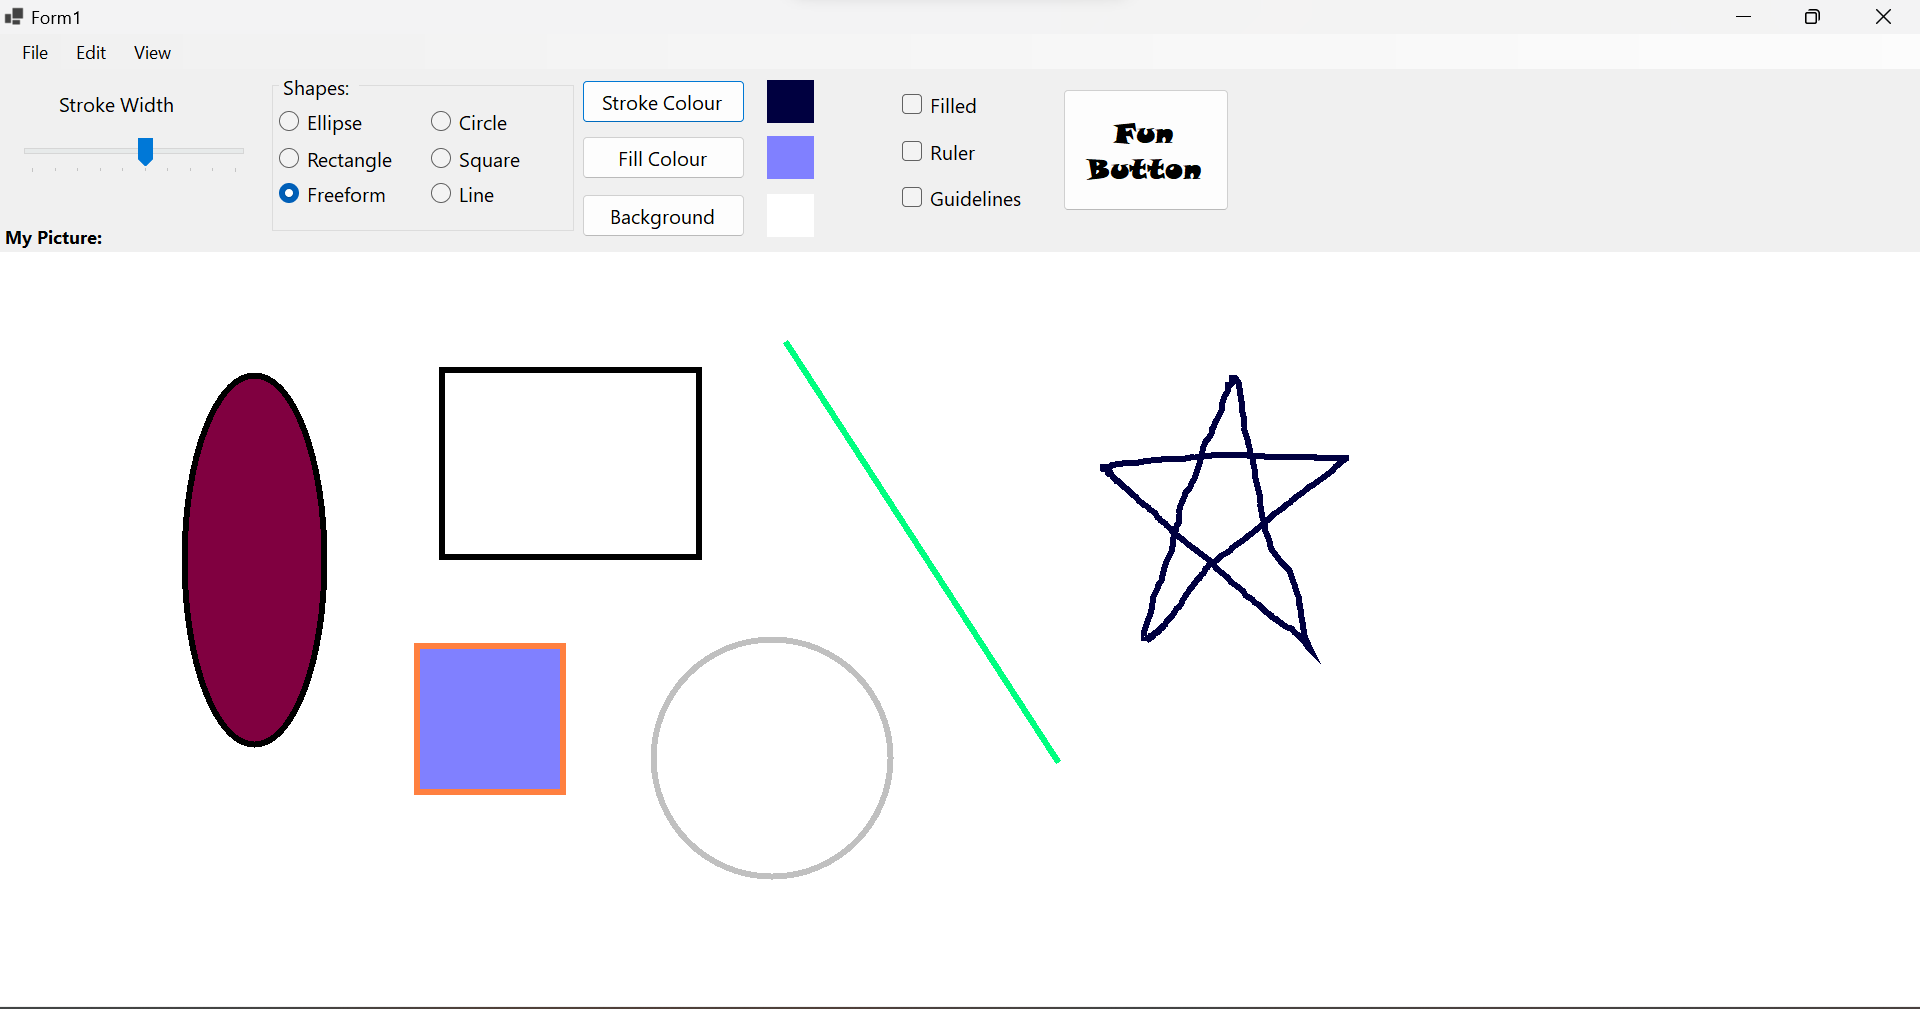 Form1
File Edit View
Stroke Width
Shapes:
Ellipse Circle
Rectangle Square
Freeform Line
Stroke Colour
Fill Colour
Background
Filled
Ruler
Guidelines
Fun
Button
My Picture: